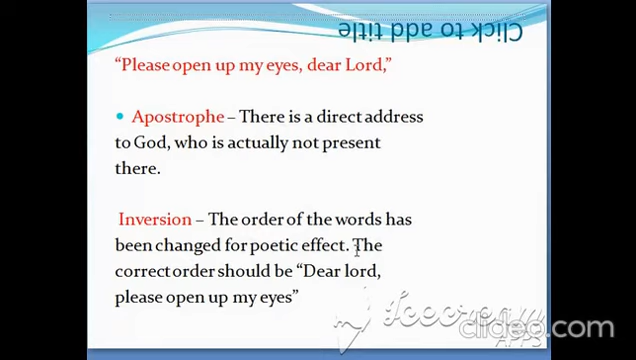 Click to add title
“Please open up my eyes, dear Lord,”
Apostrophe – There is a direct address
to God, who is actually not present
there.
Inversion – The order of the words has
been changed for poetic effect. The
correct order should be “Dear lord,
please open up my eyes”
Icecream
APPS
clideo.com